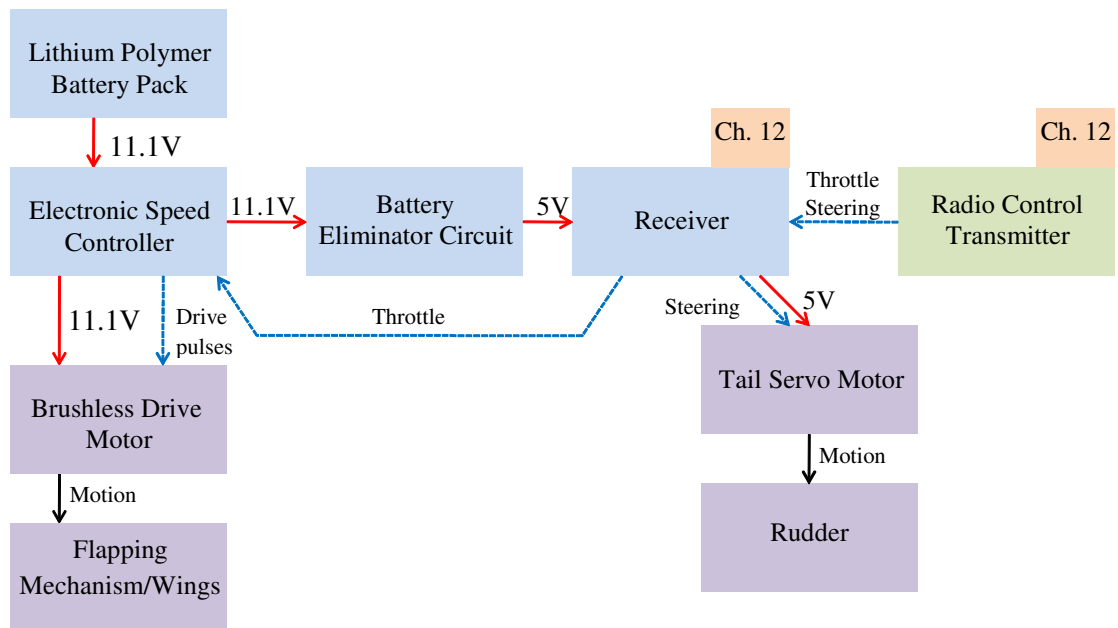 Lithium Polymer
Battery Pack
11.1V
Electronic Speed
Controller
11.1V
Battery
Eliminator Circuit
5V
Ch. 12
Receiver
Throttle
Steering
Ch. 12
Radio Control
Transmitter
11.1V
Drive
pulses
Throttle
Steering
5V
Brushless Drive
Motor
Tail Servo Motor
Motion
Motion
Flapping
Mechanism/Wings
Rudder